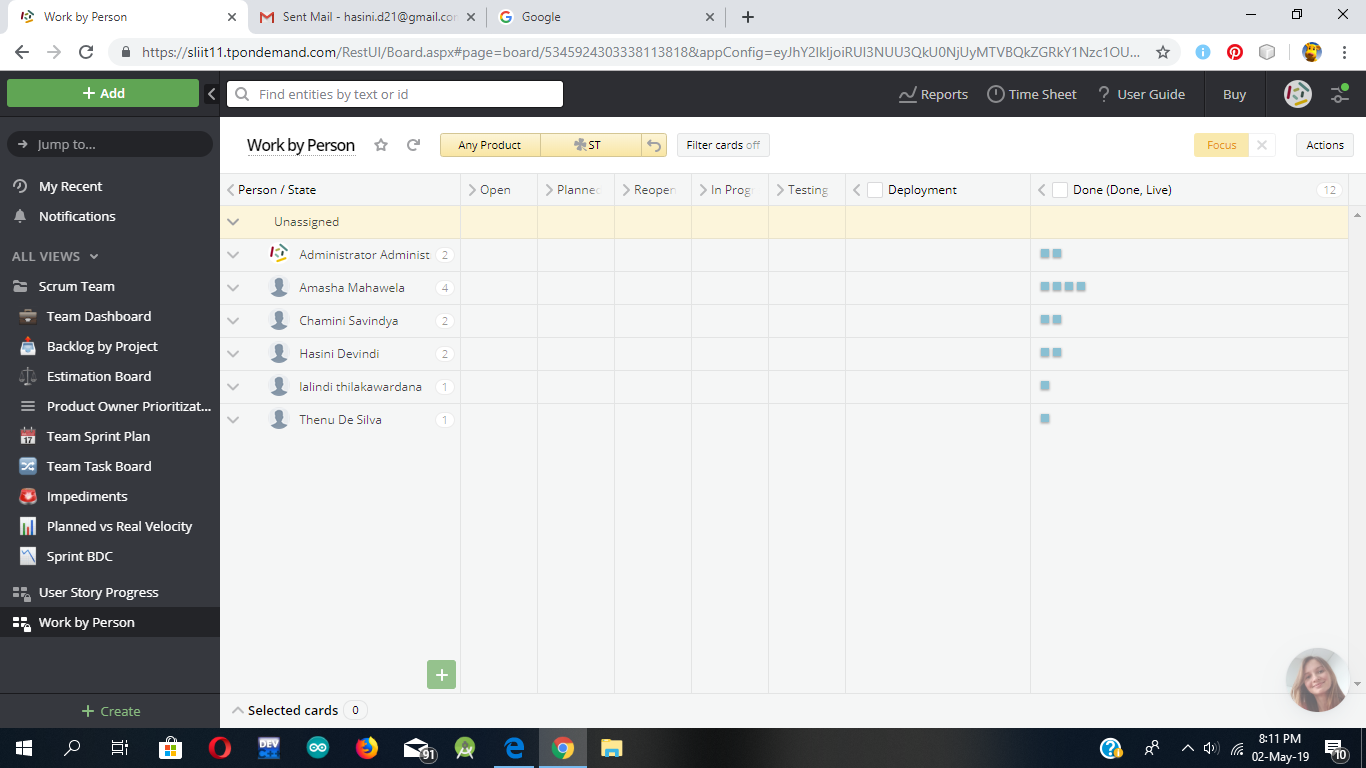 Work by Person
Sent Mail - hasini.d21@gmail.co
Google
https://sliit11.tpondemand.com/RestUI/Board.aspx#page=board/5345924303338113818&appConfig=eyJhY2lkIjoiRUI3NUU3QkU0NjUyMTVBQkZGRkY1Nzc1OU...
+ Add
Find entities by text or id
Reports
Time Sheet
? User Guide
Buy
Jump to...
Work by Person
Any Product
ST
Filter cards off
Focus
Actions
My Recent
Notifications
ALL VIEWS
Scrum Team
Team Dashboard
Backlog by Project
Estimation Board
Product Owner Prioritizat...
Team Sprint Plan
17
Team Task Board
Impediments
Planned vs Real Velocity
Sprint BDC
User Story Progress
Work by Person
+ Create
Person / State
Open
Planned
Reopen
In Prog
Testing
Deployment
Done (Done, Live)
12
Unassigned
Administrator Administ 2
Amasha Mahawela 4
Chamini Savindya 2
Hasini Devindi 2
lalindi thilakawardana 1
Thenu De Silva 1
+
Selected cards 0
DEV
91
8:11 PM
02-May-19
10